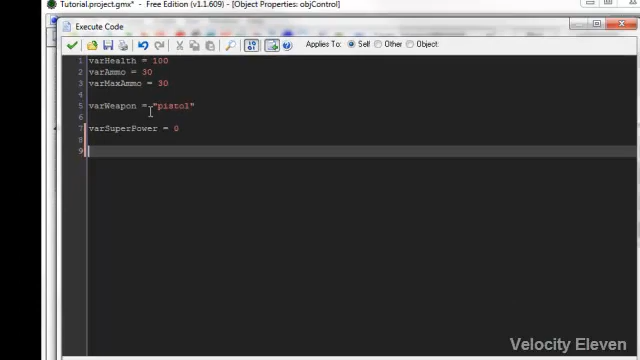 Tutorial.project.gmx* - Free Edition (v1.1.609) - [Object Properties: objControl]
Execute Code
Applies To: Self Other Object:
1 varHealth = 100
2 varAmmo = 30
3 varMaxAmmo = 30
4
5 varWeapon = "pistol"
6
7 varSuperPower = 0
8
9
Velocity Eleven